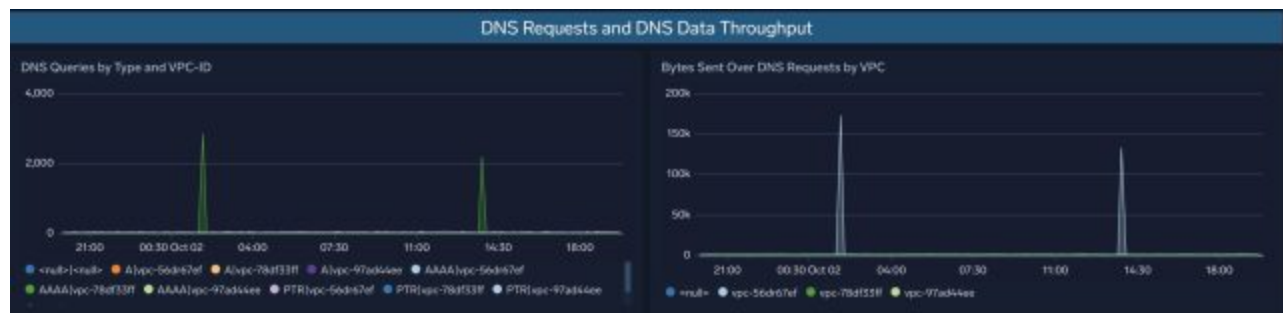 DNS Requests and DNS Data Throughput
DNS Queries by Type and VPC-ID
4,000
2,000
0
21:00 00:30 Oct 02 04:00 07:30 11:00 14:30 18:00
<null>|<null> A|vpc-56dr67ef A|vpc-78df33ff A|vpc-97ad44ee AAAA|vpc-56dr67ef
AAAA|vpc-78df33ff AAAA|vpc-97ad44ee PTR|vpc-56dr67ef PTR|vpc-78df33ff PTR|vpc-97ad44ee
Bytes Sent Over DNS Requests by VPC
200k
150k
100k
50k
0
21:00 00:30 Oct 02 04:00 07:30 11:00 14:30 18:00
<null> vpc-56dr67ef vpc-78df33ff vpc-97ad44ee